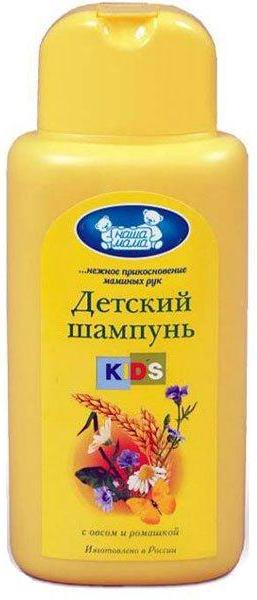 наша
мама
...нежное прикосновение
маминых рук
Детский
шампунь
KIDS
с овсом и ромашкой
Изготовлено в России